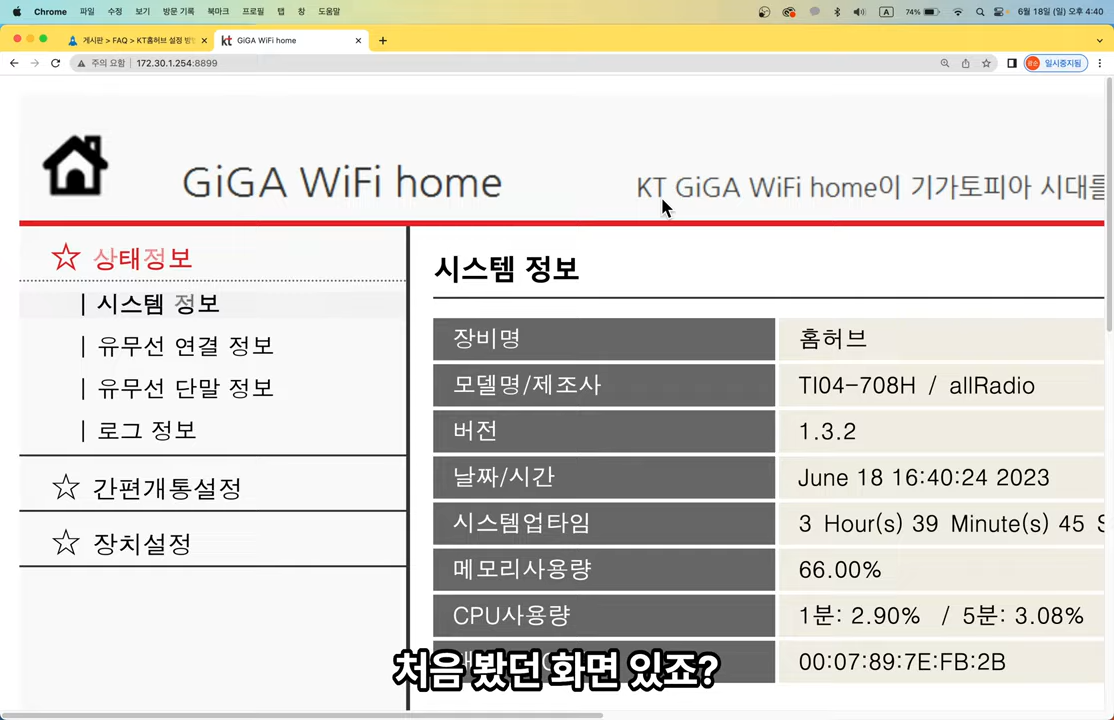 Chrome 파일 수정 보기 방문 기록 북마크 프로필 탭 창 도움말 A 74% 6월 18일 (일) 오후 4:40
게시판 > FAQ > KT홈허브 설정 방 kt GiGA WiFi home
주의 요함 172.30.1.254:8899 일시중지됨
GiGA WiFi home
KT GiGA WiFi home이 기가토피아 시대를
☆ 상태정보
| 시스템 정보
| 유무선 연결 정보
| 유무선 단말 정보
| 로그 정보
☆ 간편개통설정
☆ 장치설정
시스템 정보
장비명 홈허브
모델명/제조사 TI04-708H / allRadio
버전 1.3.2
날짜/시간 June 18 16:40:24 2023
시스템업타임 3 Hour(s) 39 Minute(s) 45 S
메모리사용량 66.00%
CPU사용량 1분: 2.90% / 5분: 3.08%
00:07:89:7E:FB:2B
처음 봤던 화면 있죠?